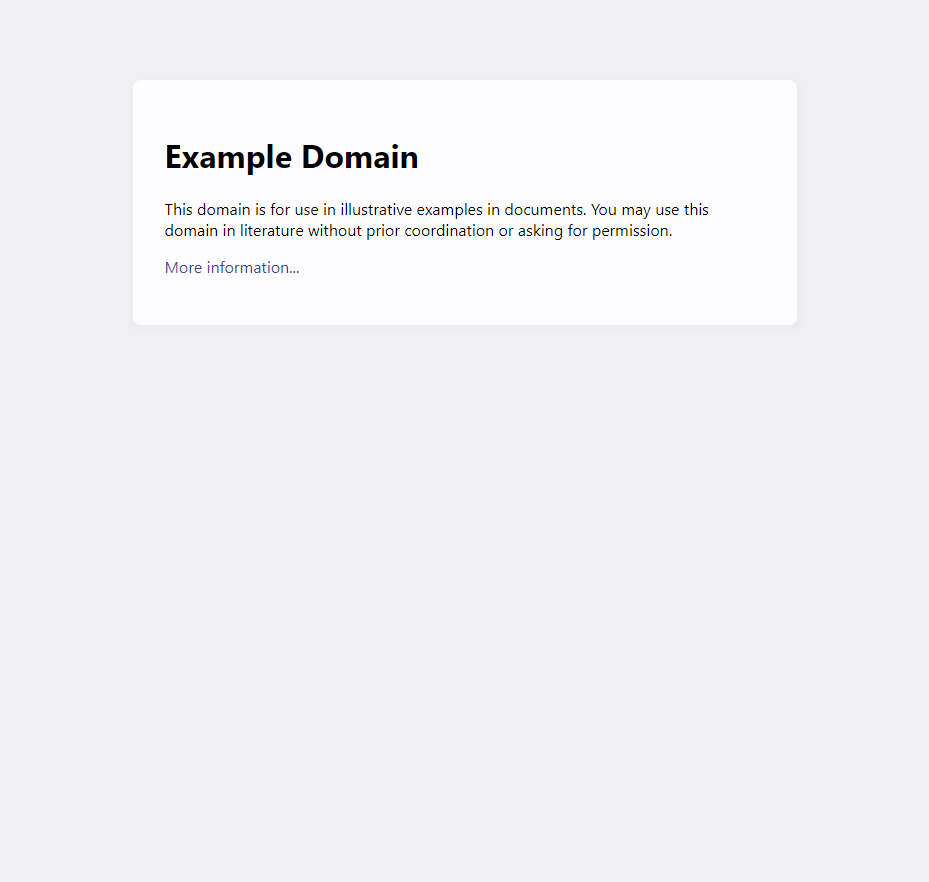 Example Domain
This domain is for use in illustrative examples in documents. You may use this
domain in literature without prior coordination or asking for permission.
More information...